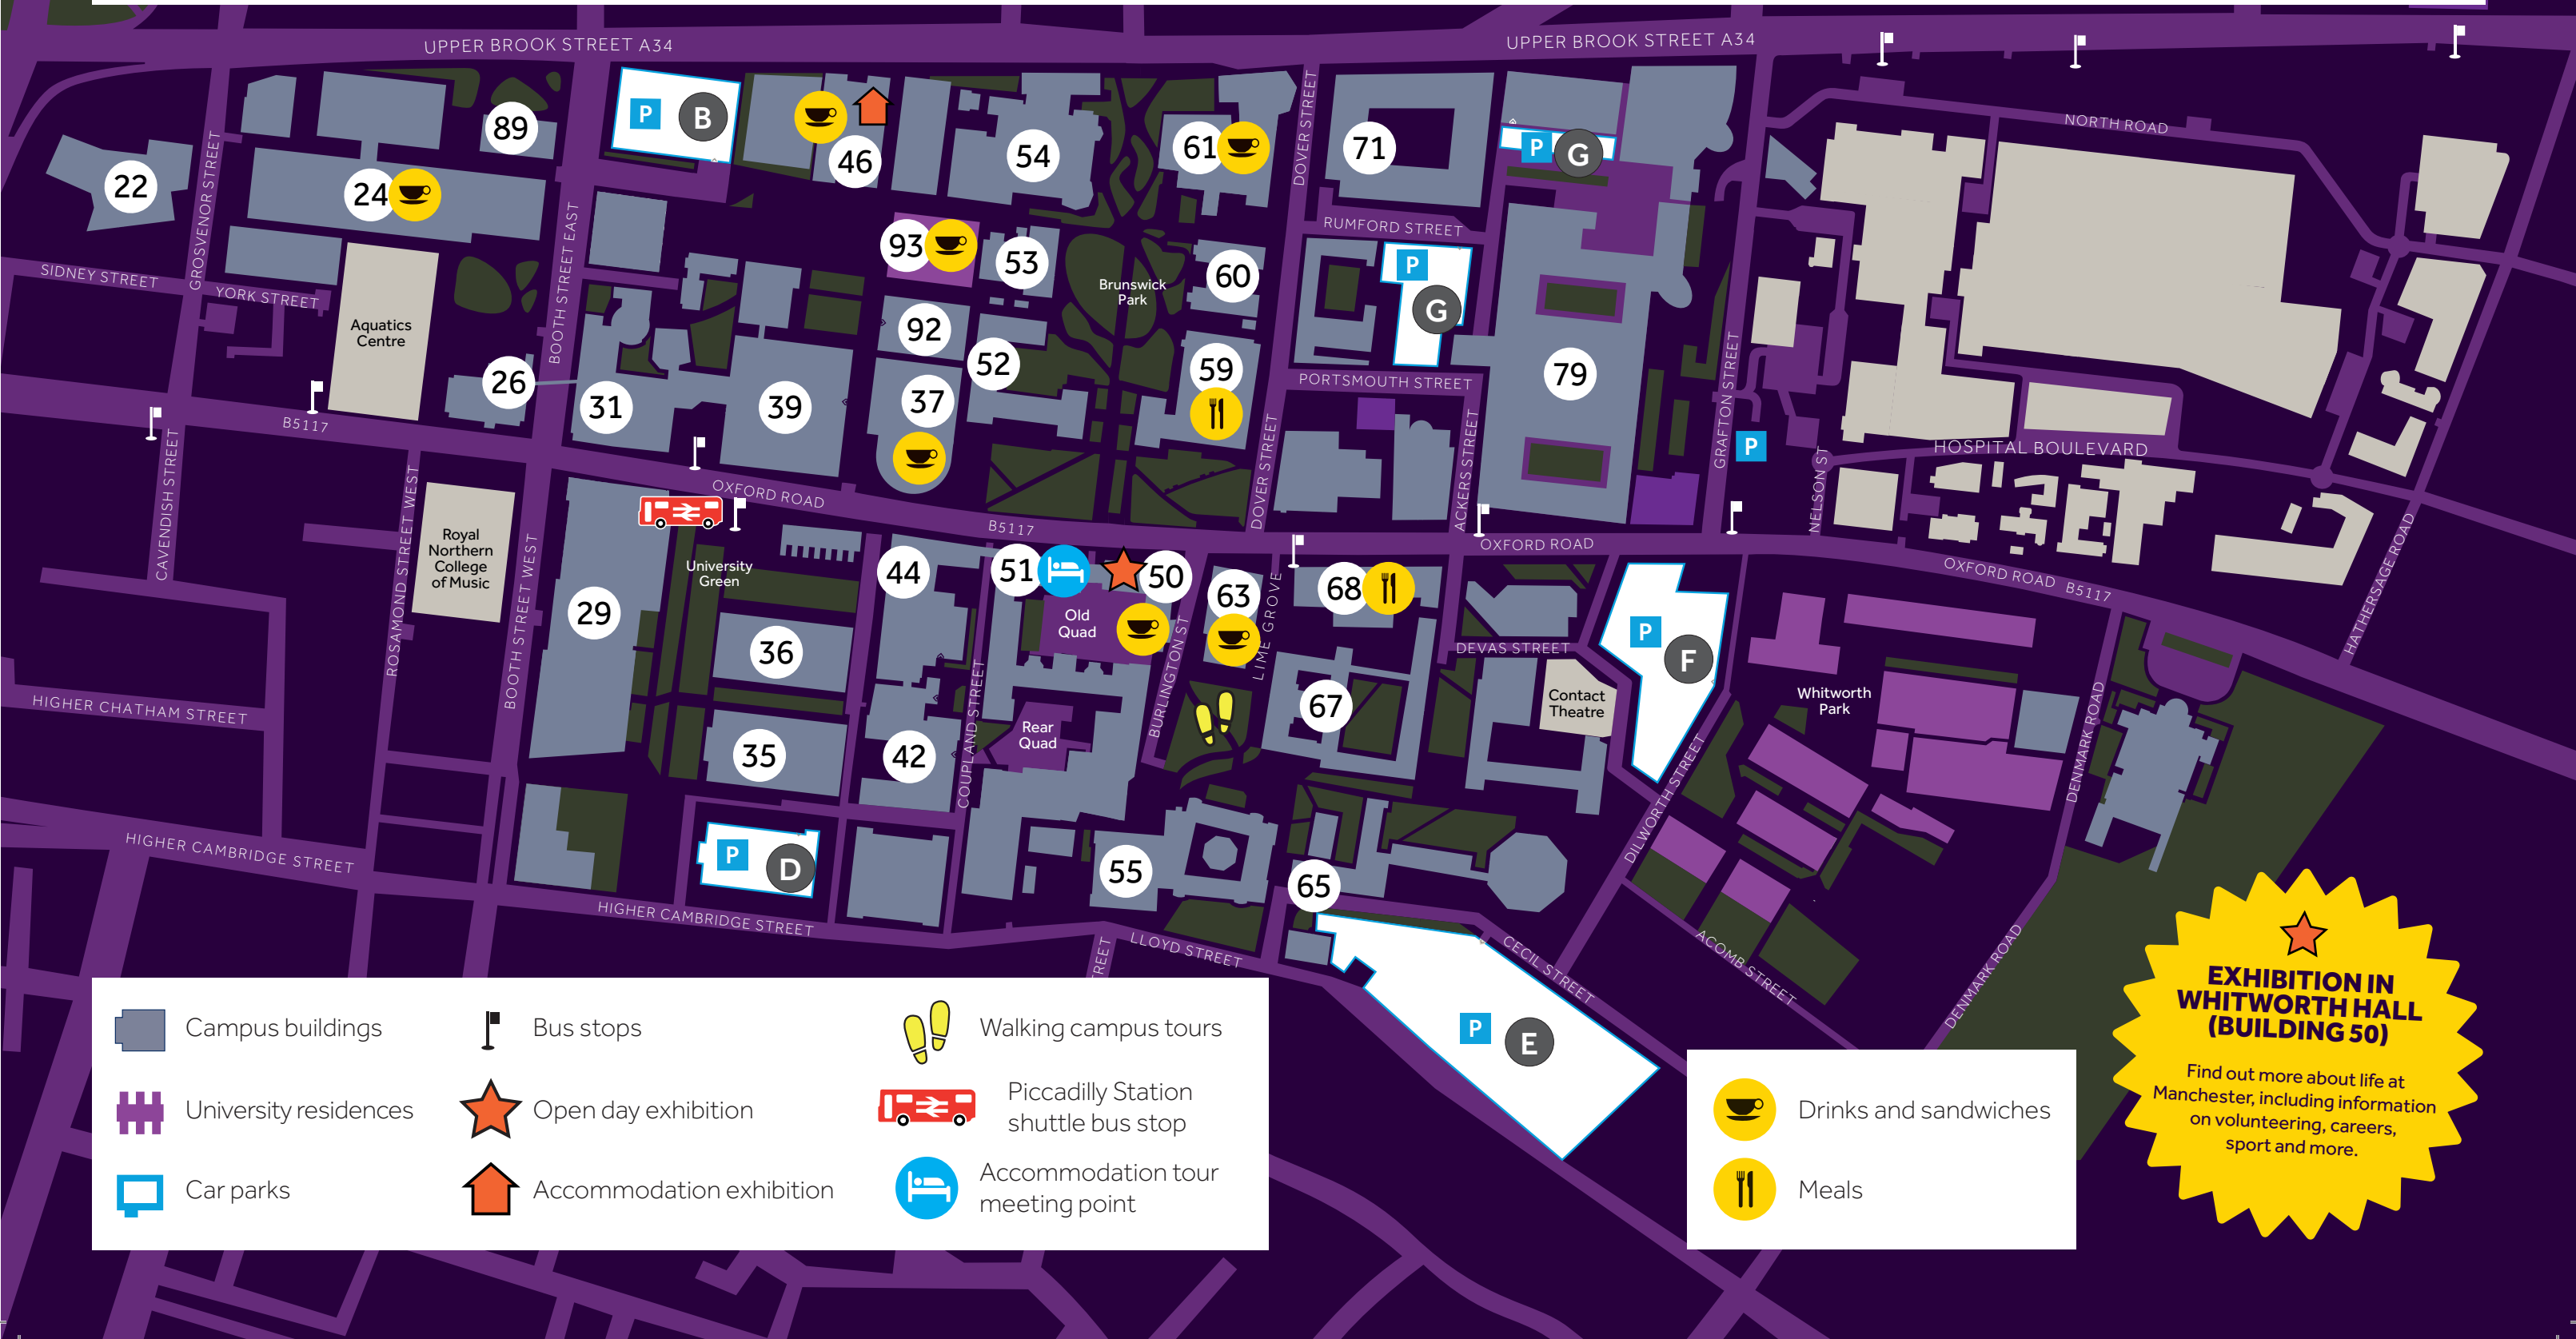 UPPER BROOK STREET A34
UPPER BROOK STREET A34
NORTH ROAD
P
B
89
46
54
61
71
P
G
22
24
GROSVENOR STREET
BOOTH STREET EAST
DOVER STREET
RUMFORD STREET
93
53
60
Brunswick
Park
P
G
SIDNEY STREET
YORK STREET
Aquatics
Centre
92
52
59
79
PORTSMOUTH STREET
26
31
39
37
GRAFTON STREET
P
HOSPITAL BOULEVARD
NELSON ST
B5117
CAVENDISH STREET
ROSAMOND STREET WEST
DOVER STREET
ACKERS STREET
OXFORD ROAD
B5117
OXFORD ROAD
OXFORD ROAD B5117
HATHERSAGE ROAD
Royal
Northern
College
of Music
BOOTH STREET WEST
University
Green
29
44
51
50
63
68
Old
Quad
BURLINGTON ST
LIME GROVE
DEVAS STREET
P
F
36
35
42
COUPLAND STREET
Rear
Quad
67
Contact
Theatre
Whitworth
Park
DENMARK ROAD
HIGHER CHATHAM STREET
DILWORTH STREET
HIGHER CAMBRIDGE STREET
P
D
55
65
HIGHER CAMBRIDGE STREET
LLOYD STREET
REET
CECIL STREET
ACOMB STREET
DENMARK ROAD
P
E
EXHIBITION IN
WHITWORTH HALL
(BUILDING 50)
Find out more about life at
Manchester, including information
on volunteering, careers,
sport and more.
Campus buildings
University residences
Car parks
Bus stops
Open day exhibition
Accommodation exhibition
Walking campus tours
Piccadilly Station
shuttle bus stop
Accommodation tour
meeting point
Drinks and sandwiches
Meals